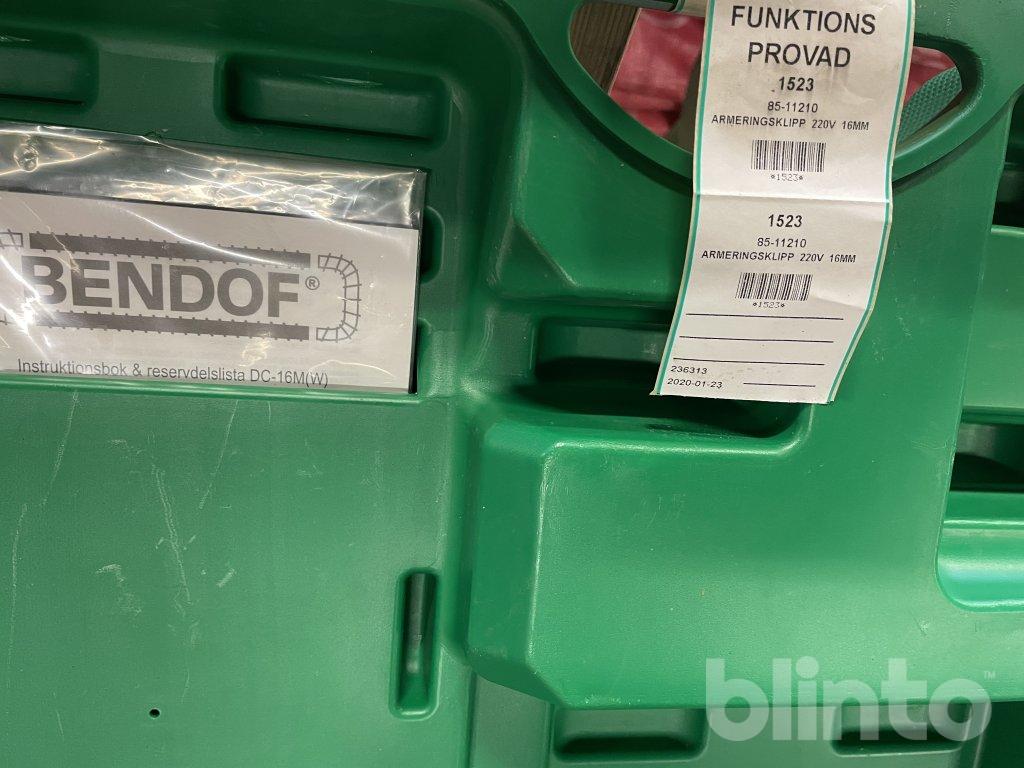 FUNKTIONS
PROVAD
1523
85-11210
ARMERINGSKLIPP 220V 16MM
*1523*
1523
85-11210
ARMERINGSKLIPP 220V 16MM
*1523*
236313
2020-01-23
BENDOF®
Instruktionsbok & reservdelslista DC-16M(W)
blinto™